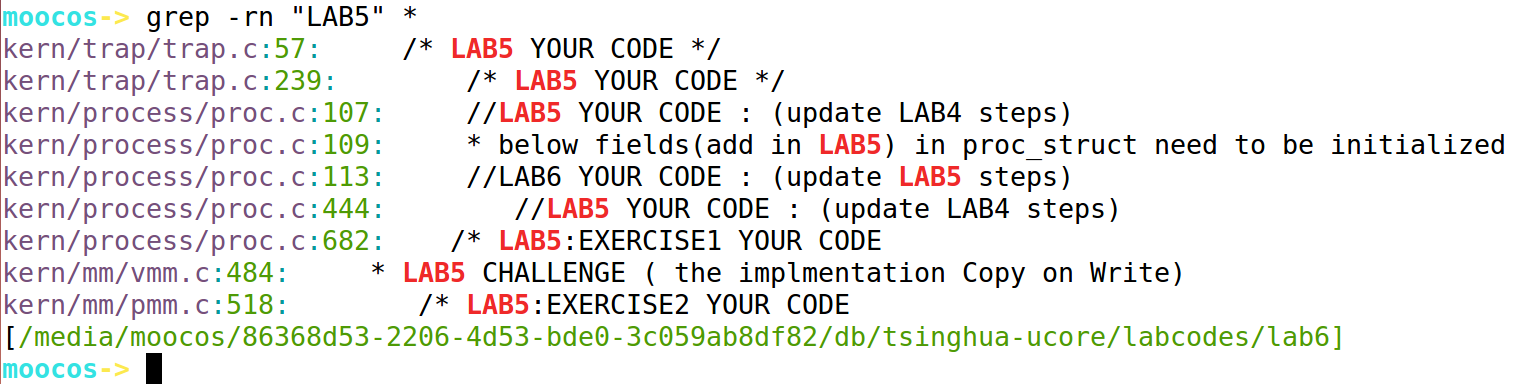 moocos-> grep -rn "LAB5" *
kern/trap/trap.c:57:     /* LAB5 YOUR CODE */
kern/trap/trap.c:239:        /* LAB5 YOUR CODE */
kern/process/proc.c:107:     //LAB5 YOUR CODE : (update LAB4 steps)
kern/process/proc.c:109:     * below fields(add in LAB5) in proc_struct need to be initialized
kern/process/proc.c:113:     //LAB6 YOUR CODE : (update LAB5 steps)
kern/process/proc.c:444:        //LAB5 YOUR CODE : (update LAB4 steps)
kern/process/proc.c:682:    /* LAB5:EXERCISE1 YOUR CODE
kern/mm/vmm.c:484:     * LAB5 CHALLENGE ( the implmentation Copy on Write)
kern/mm/pmm.c:518:        /* LAB5:EXERCISE2 YOUR CODE
[/media/moocos/86368d53-2206-4d53-bde0-3c059ab8df82/db/tsinghua-ucore/labcodes/lab6]
moocos->